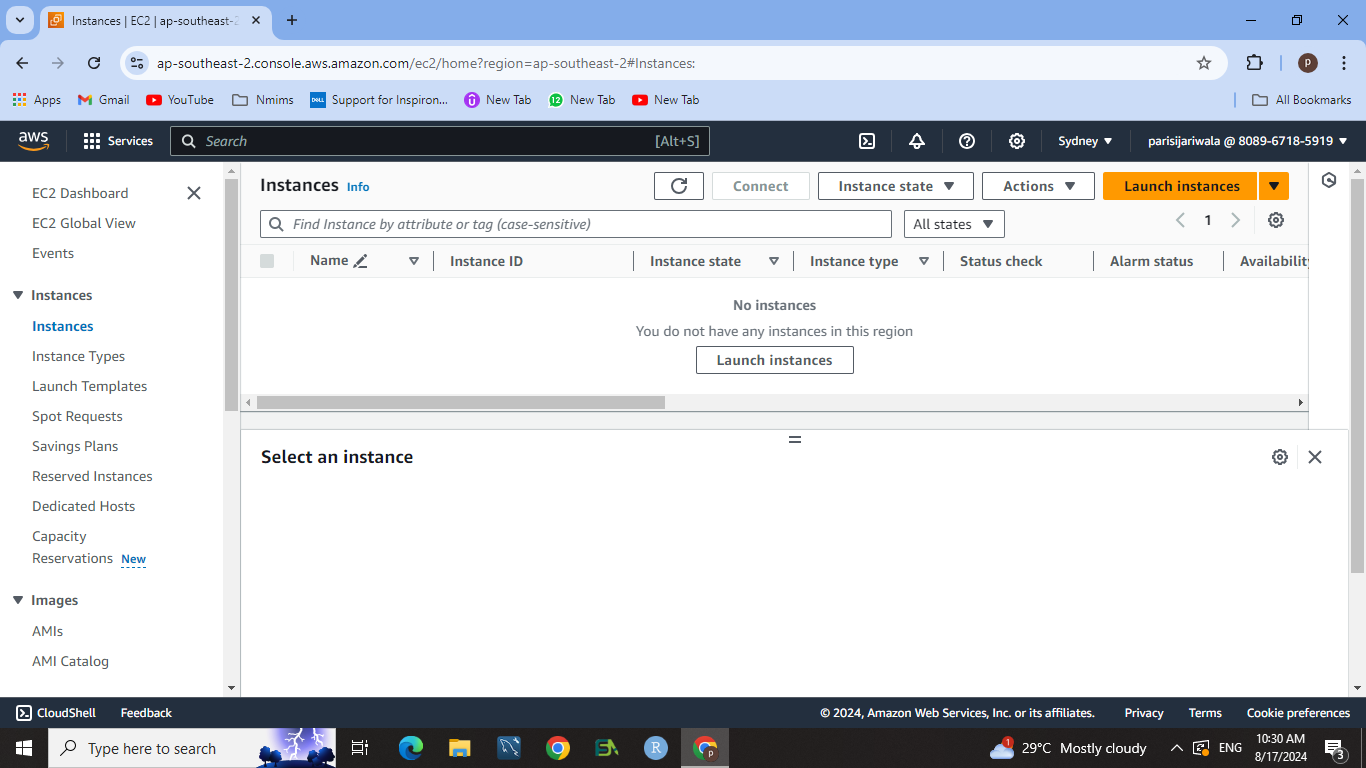 Instances | EC2 | ap-southeast-2
ap-southeast-2.console.aws.amazon.com/ec2/home?region=ap-southeast-2#Instances:
p
Apps Gmail YouTube Nmims DELL Support for Inspiron... New Tab 12 New Tab New Tab All Bookmarks
aws Services Search [Alt+S] Sydney parisijariwala @ 8089-6718-5919
EC2 Dashboard
EC2 Global View
Events
Instances
Instances
Instance Types
Launch Templates
Spot Requests
Savings Plans
Reserved Instances
Dedicated Hosts
Capacity
Reservations New
Images
AMIs
AMI Catalog
Instances Info Connect Instance state Actions Launch instances
Find Instance by attribute or tag (case-sensitive) All states 1
Name Instance ID Instance state Instance type Status check Alarm status Availability
No instances
You do not have any instances in this region
Launch instances
Select an instance
CloudShell Feedback © 2024, Amazon Web Services, Inc. or its affiliates. Privacy Terms Cookie preferences
Type here to search R p 1 29°C Mostly cloudy ENG 10:30 AM
8/17/2024 3